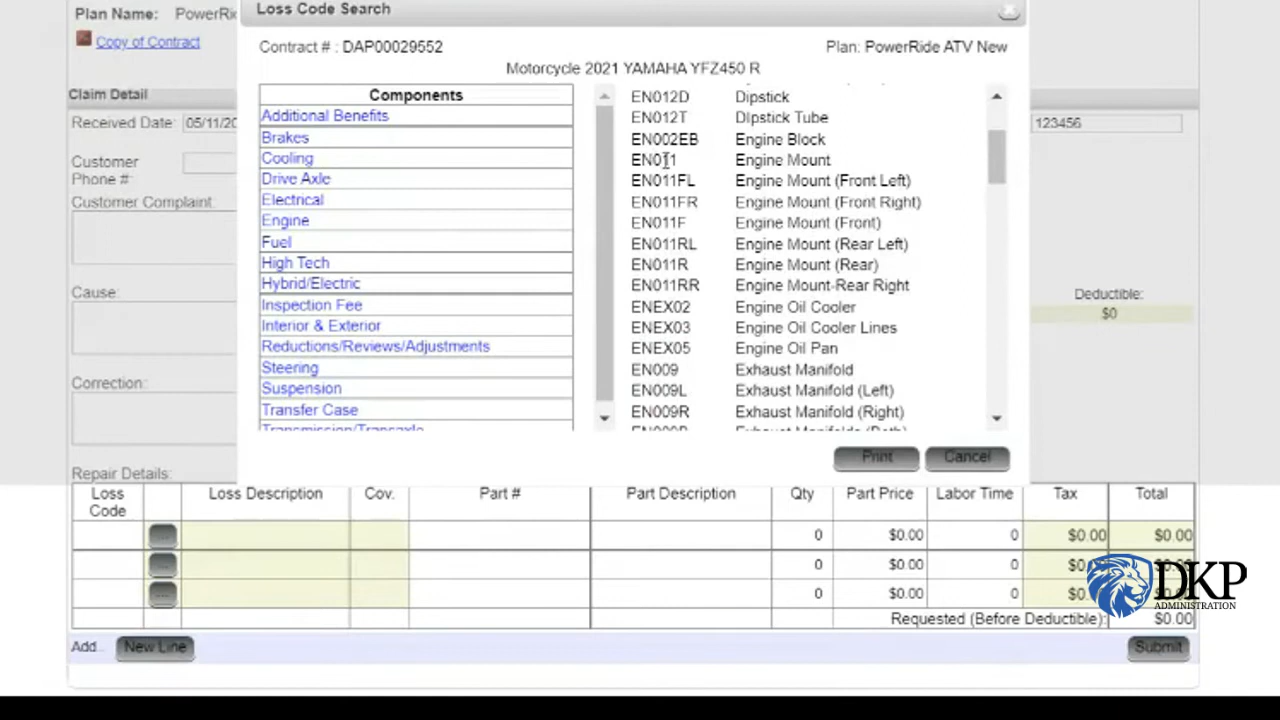 Plan Name: PowerRi
Copy of Contract
Loss Code Search
Contract # : DAP00029552
Plan: PowerRide ATV New
Motorcycle 2021 YAMAHA YFZ450 R
Claim Detail
Received Date: 05/11/20
123456
Customer
Phone #:
Customer Complaint:
Cause:
Correction:
Deductible:
$0
Components
Additional Benefits
Brakes
Cooling
Drive Axle
Electrical
Engine
Fuel
High Tech
Hybrid/Electric
Inspection Fee
Interior & Exterior
Reductions/Reviews/Adjustments
Steering
Suspension
Transfer Case
Transmission/Transaxle
EN012D Dipstick
EN012T Dipstick Tube
EN002EB Engine Block
EN011 Engine Mount
EN011FL Engine Mount (Front Left)
EN011FR Engine Mount (Front Right)
EN011F Engine Mount (Front)
EN011RL Engine Mount (Rear Left)
EN011R Engine Mount (Rear)
EN011RR Engine Mount-Rear Right
ENEX02 Engine Oil Cooler
ENEX03 Engine Oil Cooler Lines
ENEX05 Engine Oil Pan
EN009 Exhaust Manifold
EN009L Exhaust Manifold (Left)
EN009R Exhaust Manifold (Right)
Print Cancel
Repair Details:
Loss Code Loss Description Cov. Part # Part Description Qty Part Price Labor Time Tax Total
0 $0.00 0 $0.00 $0.00
0 $0.00 0
0 $0.00 0
Requested (Before Deductible): $0.00
Add.. New Line Submit
DKP
ADMINISTRATION